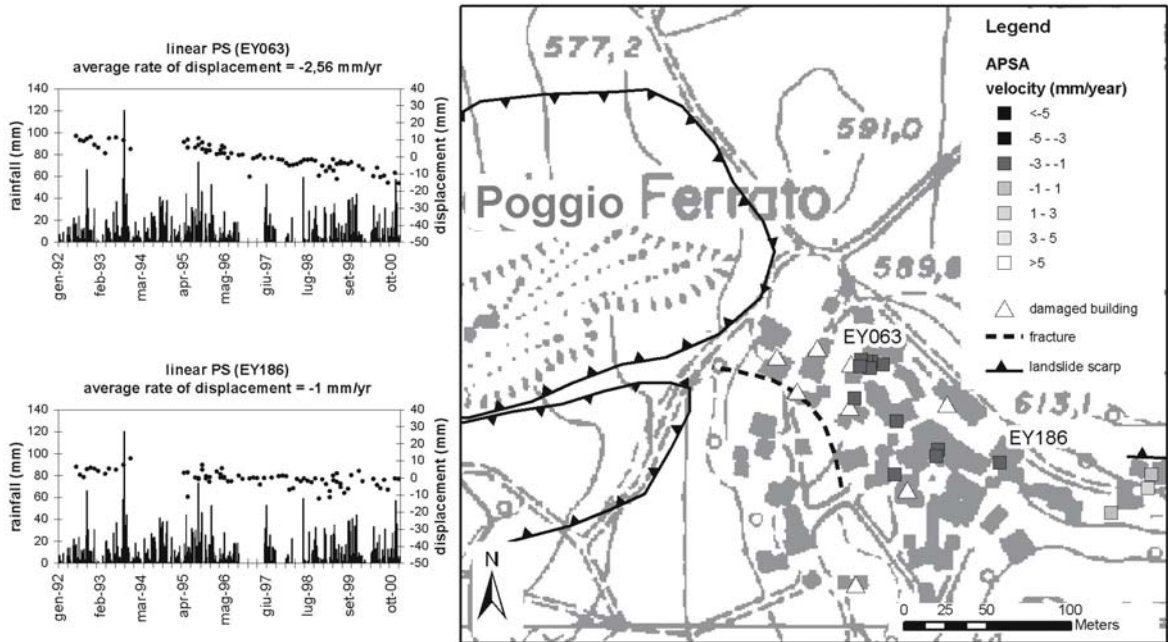 linear PS (EY063)
average rate of displacement = -2,56 mm/yr
rainfall (mm)
140
120
100
80
60
40
20
0
displacement (mm)
40
30
20
10
0
-10
-20
-30
-40
-50
gen-92
feb-93
mar-94
apr-95
mag-96
giu-97
lug-98
set-99
ott-00
linear PS (EY186)
average rate of displacement = -1 mm/yr
rainfall (mm)
140
120
100
80
60
40
20
0
displacement (mm)
40
30
20
10
0
-10
-20
-30
-40
-50
gen-92
feb-93
mar-94
apr-95
mag-96
giu-97
lug-98
set-99
ott-00
577,2
591,0
Poggio Ferrato
589,8
EY063
613,1
EY186
N
0 25 50 100
Meters
Legend
APSA
velocity (mm/year)
<-5
-5 - -3
-3 - -1
-1 - 1
1 - 3
3 - 5
>5
damaged building
fracture
landslide scarp